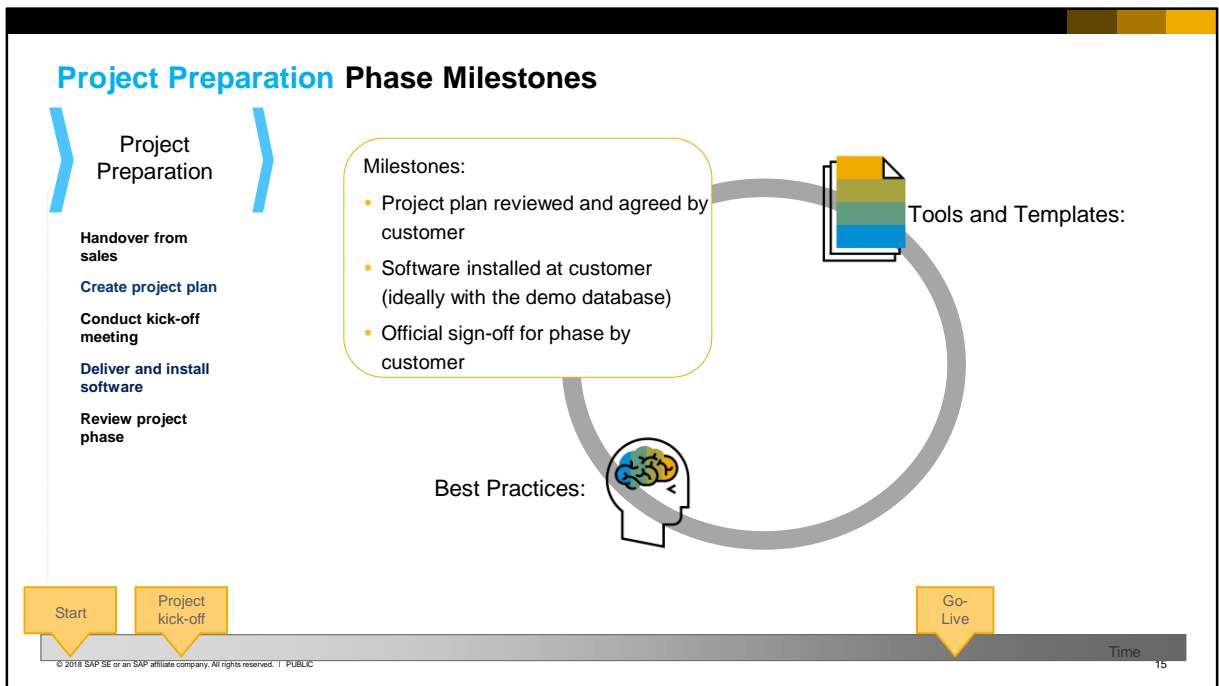 Project Preparation Phase Milestones
Project
Preparation
Handover from
sales
Create project plan
Conduct kick-off
meeting
Deliver and install
software
Review project
phase
Milestones:
• Project plan reviewed and agreed by
customer
• Software installed at customer
(ideally with the demo database)
• Official sign-off for phase by
customer
Tools and Templates:
Best Practices:
Start
Project
kick-off
Go-
Live
Time
© 2018 SAP SE or an SAP affiliate company. All rights reserved. ǀ PUBLIC
15